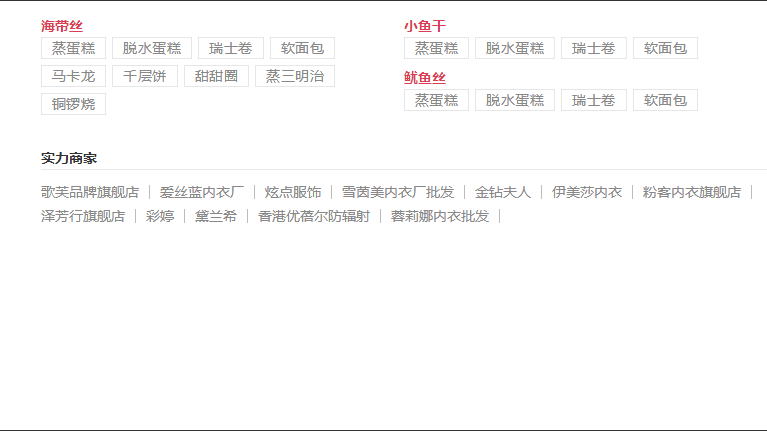 海带丝
蒸蛋糕 脱水蛋糕 瑞士卷 软面包
马卡龙 千层饼 甜甜圈 蒸三明治
铜锣烧
小鱼干
蒸蛋糕 脱水蛋糕 瑞士卷 软面包
鱿鱼丝
蒸蛋糕 脱水蛋糕 瑞士卷 软面包
实力商家
歌芙品牌旗舰店 | 爱丝蓝内衣厂 | 炫点服饰 | 雪茵美内衣厂批发 | 金钻夫人 | 伊美莎内衣 | 粉客内衣旗舰店 |
泽芳行旗舰店 | 彩婷 | 黛兰希 | 香港优蓓尔防辐射 | 蓉莉娜内衣批发 |